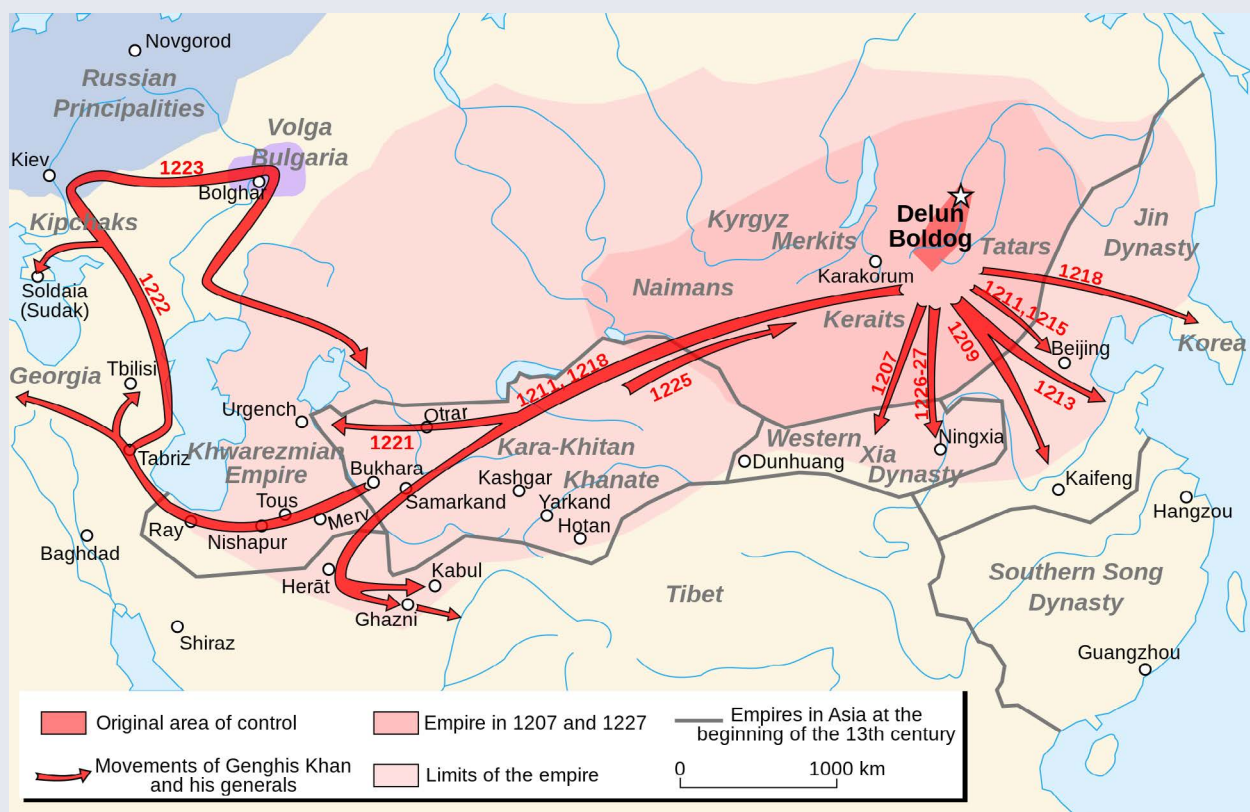 Novgorod
Russian
Principalities
Volga
Bulgaria
Kiev
1223
Bolghar
Kipchaks
Soldaia
(Sudak)
1222
Georgia
Tbilisi
Tabriz
Urgench
Khwarezmian
Empire
Otrar
1221
1211, 1218
1225
Kara-Khitan
Khanate
Bukhara
Samarkand
Kashgar
Yarkand
Hotan
Tous
Ray
Nishapur
Merv
Baghdad
Herāt
Kabul
Ghazni
Shiraz
Kyrgyz
Merkits
Naimans
Keraits
Karakorum
Delun
Boldog
Tatars
Jin
Dynasty
1218
1211,1215
1209
1207
1226-27
1213
Beijing
Korea
Western
Xia
Dynasty
Dunhuang
Ningxia
Kaifeng
Hangzou
Tibet
Southern Song
Dynasty
Guangzhou
Original area of control
Movements of Genghis Khan
and his generals
Empire in 1207 and 1227
Limits of the empire
Empires in Asia at the
beginning of the 13th century
0 1000 km